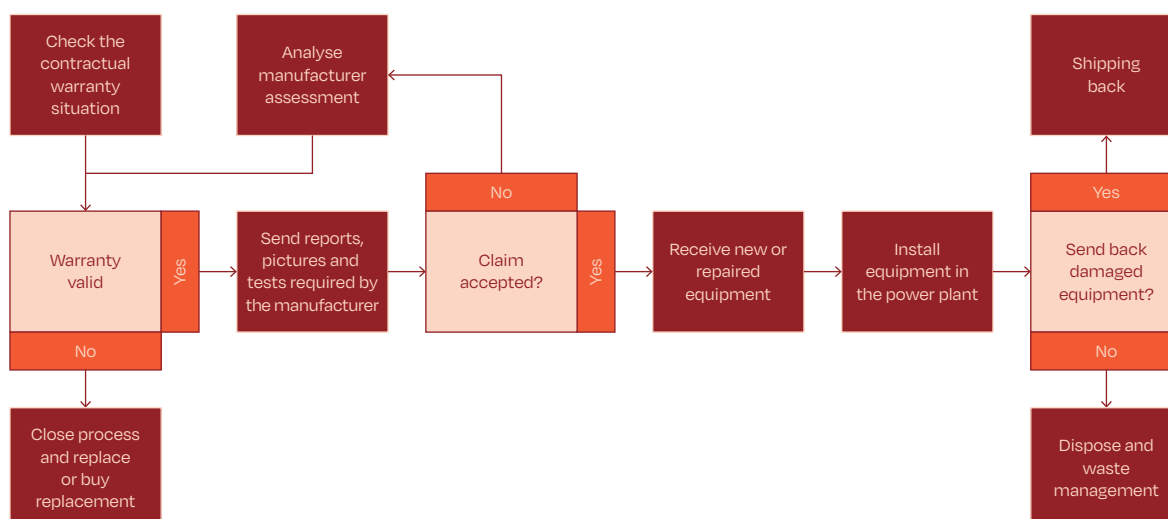 Check the
contractual
warranty
situation
Analyse
manufacturer
assessment
Shipping
back
No
Yes
Warranty
valid
Yes
Send reports,
pictures and
tests required by
the manufacturer
Claim
accepted?
Yes
Receive new or
repaired
equipment
Install
equipment in
the power plant
Send back
damaged
equipment?
No
No
Close process
and replace
or buy
replacement
Dispose and
waste
management